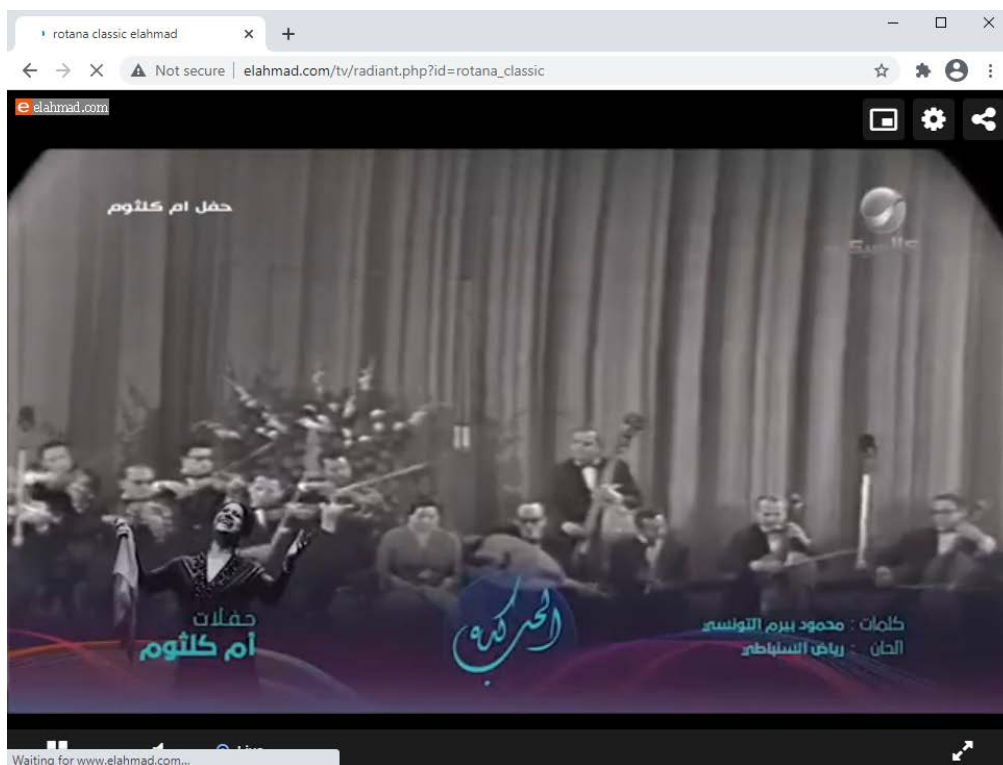 rotana classic elahmad
Not secure
elahmad.com/tv/radiant.php?id=rotana_classic
e elahmad.com
حفل ام كلثوم
كلاسيك
الحب كده
حفلات
أم كلثوم
كلمات : محمود بيرم التونسي
الحان : رياض السنباطي
Live
Waiting for www.elahmad.com...